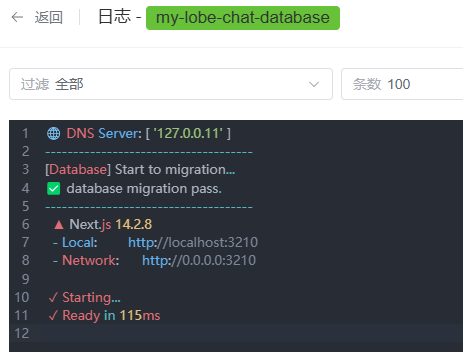 ← 返回 日志 - my-lobe-chat-database
过滤 全部 条数 100
1 🌐 DNS Server: [ '127.0.0.11' ]
2 -------------------------------------
3 [Database] Start to migration...
4 ✅ database migration pass.
5 -------------------------------------
6 ▲ Next.js 14.2.8
7 - Local: http://localhost:3210
8 - Network: http://0.0.0.0:3210
9
10 ✓ Starting...
11 ✓ Ready in 115ms
12